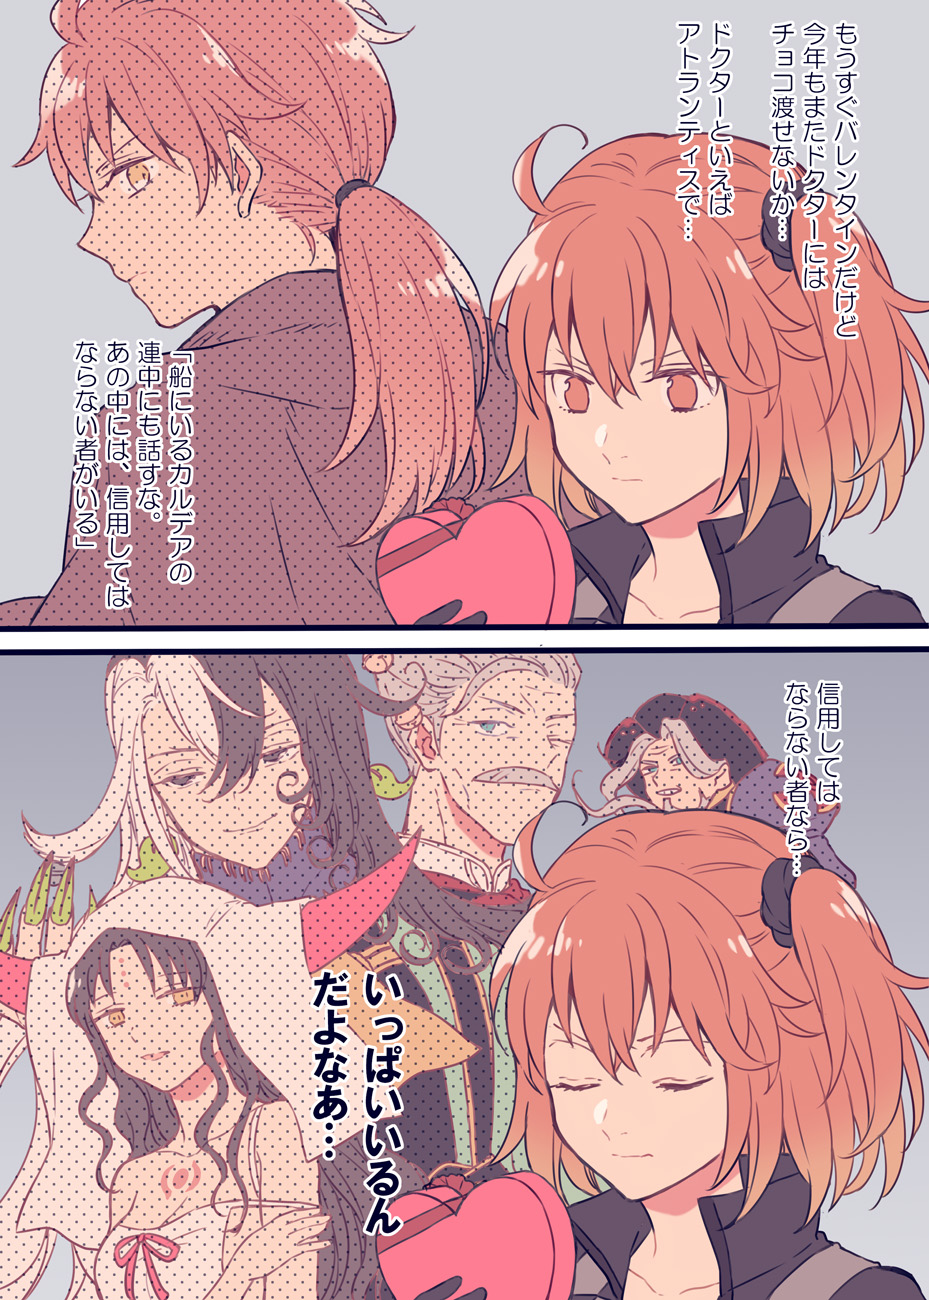 もうすぐバレンタインだけど
今年もまたドクターには
チョコ渡せないか…
ドクターといえば
アトランティスで…
「船にいるカルデアの
連中にも話すな。
あの中には、信用しては
ならない者がいる」
信用しては
ならない者なら…
いっぱいいるん
だよなあ…